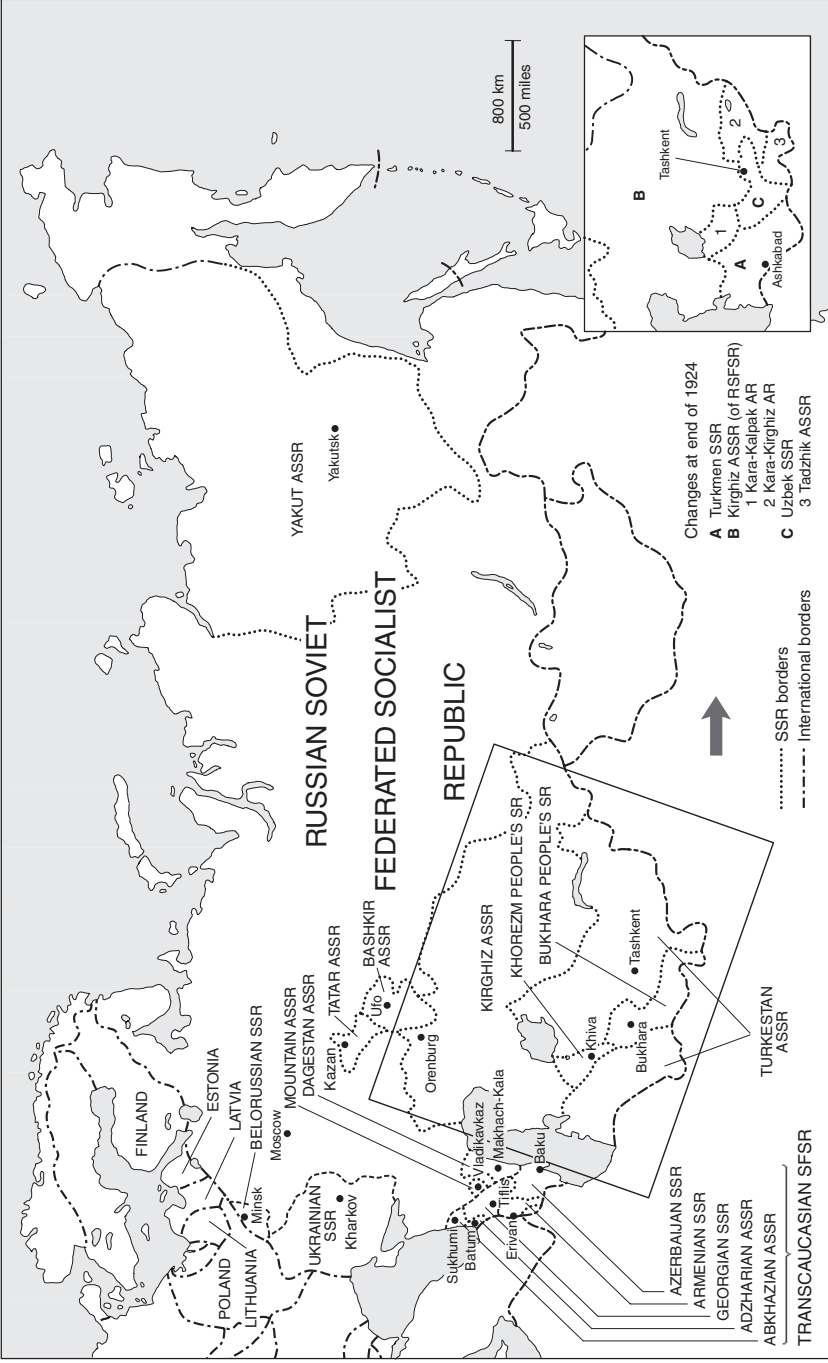 FINLAND
ESTONIA
LATVIA
BELORUSSIAN SSR
Moscow
MOUNTAIN ASSR
DAGESTAN ASSR
Minsk
POLAND
LITHUANIA
UKRAINIAN
SSR
Kharkov
Kazan
TATAR ASSR
BASHKIR
ASSR
Ufo
Orenburg
RUSSIAN SOVIET
FEDERATED SOCIALIST
REPUBLIC
YAKUT ASSR
Yakutsk
Sukhumi
Batum
Erivan
Tiflis
Vladikavkaz
Makhach-Kala
Baku
KIRGHIZ ASSR
KHOREZM PEOPLE'S SR
BUKHARA PEOPLE'S SR
Khiva
Bukhara
Tashkent
TURKESTAN
ASSR
AZERBAIJAN SSR
ARMENIAN SSR
GEORGIAN SSR
ADZHARIAN ASSR
ABKHAZIAN ASSR
TRANSCAUCASIAN SFSR
SSR borders
International borders
Changes at end of 1924
A Turkmen SSR
B Kirghiz ASSR (of RSFSR)
1 Kara-Kalpak AR
2 Kara-Kirghiz AR
C Uzbek SSR
3 Tadzhik ASSR
800 km
500 miles
B
Tashkent
1
2
3
A
C
Ashkabad